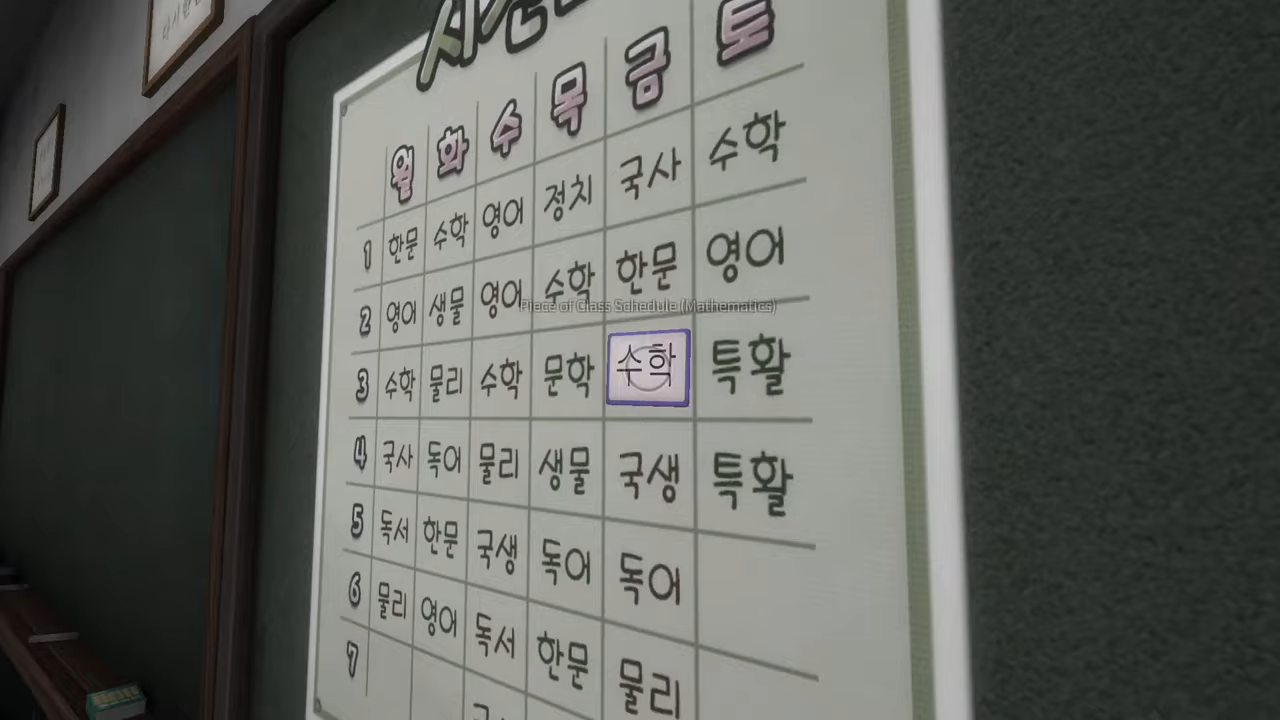 월 화 수 목 금 토
1 한문 수학 영어 정치 국사 수학
2 영어 생물 영어 수학 한문 영어
Piece of Class Schedule (Mathematics)
3 수학 물리 수학 문학 수학 특활
4 국사 독어 물리 생물 국생 특활
5 독서 한문 국생 독어 독어
6 물리 영어 독서 한문 물리
7